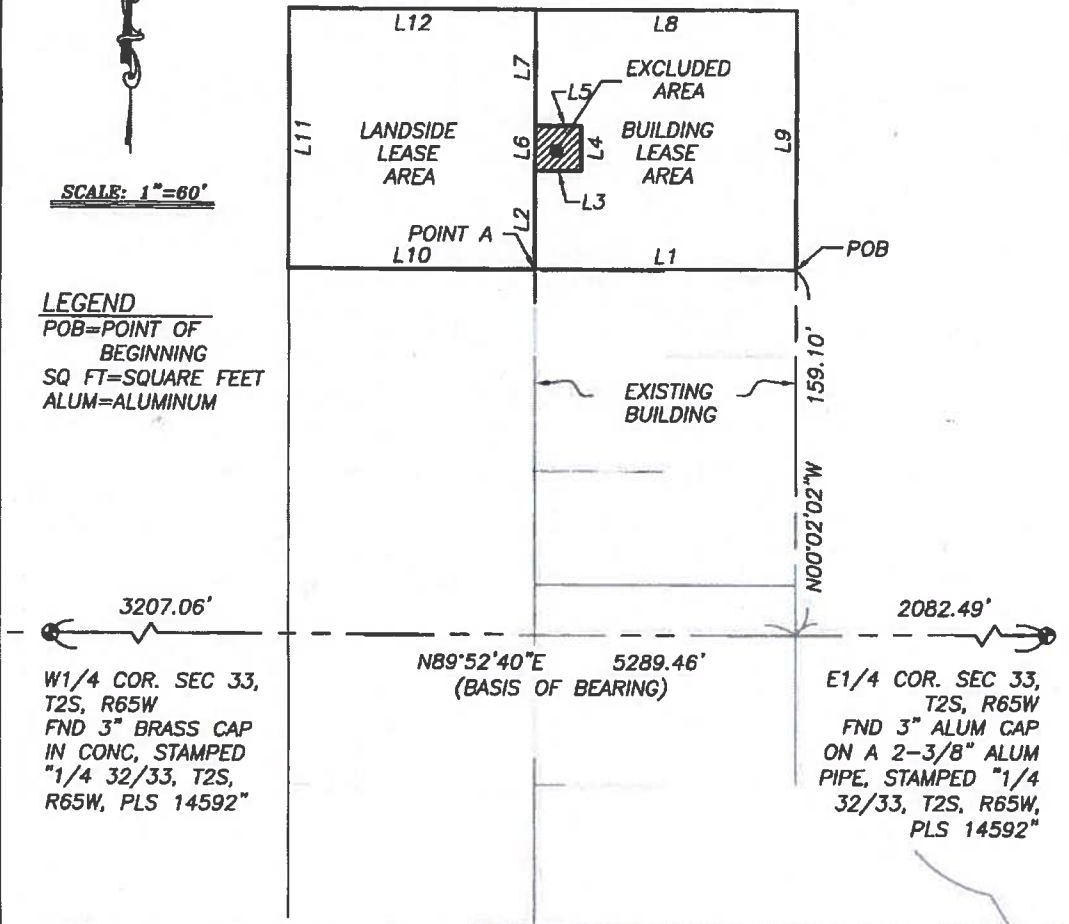 L12
L8
L7
EXCLUDED
AREA
L5
L11
LANDSIDE
LEASE
AREA
L6
L4
BUILDING
LEASE
AREA
L9
SCALE: 1"=60'
L3
L2
POINT A
L10
L1
POB
LEGEND
POB=POINT OF
BEGINNING
SQ FT=SQUARE FEET
ALUM=ALUMINUM
159.10'
EXISTING
BUILDING
N00°02'02"W
3207.06'
2082.49'
N89°52'40"E 5289.46'
(BASIS OF BEARING)
W1/4 COR. SEC 33,
T2S, R65W
FND 3" BRASS CAP
IN CONC, STAMPED
"1/4 32/33, T2S,
R65W, PLS 14592"
E1/4 COR. SEC 33,
T2S, R65W
FND 3" ALUM CAP
ON A 2-3/8" ALUM
PIPE, STAMPED "1/4
32/33, T2S, R65W,
PLS 14592"